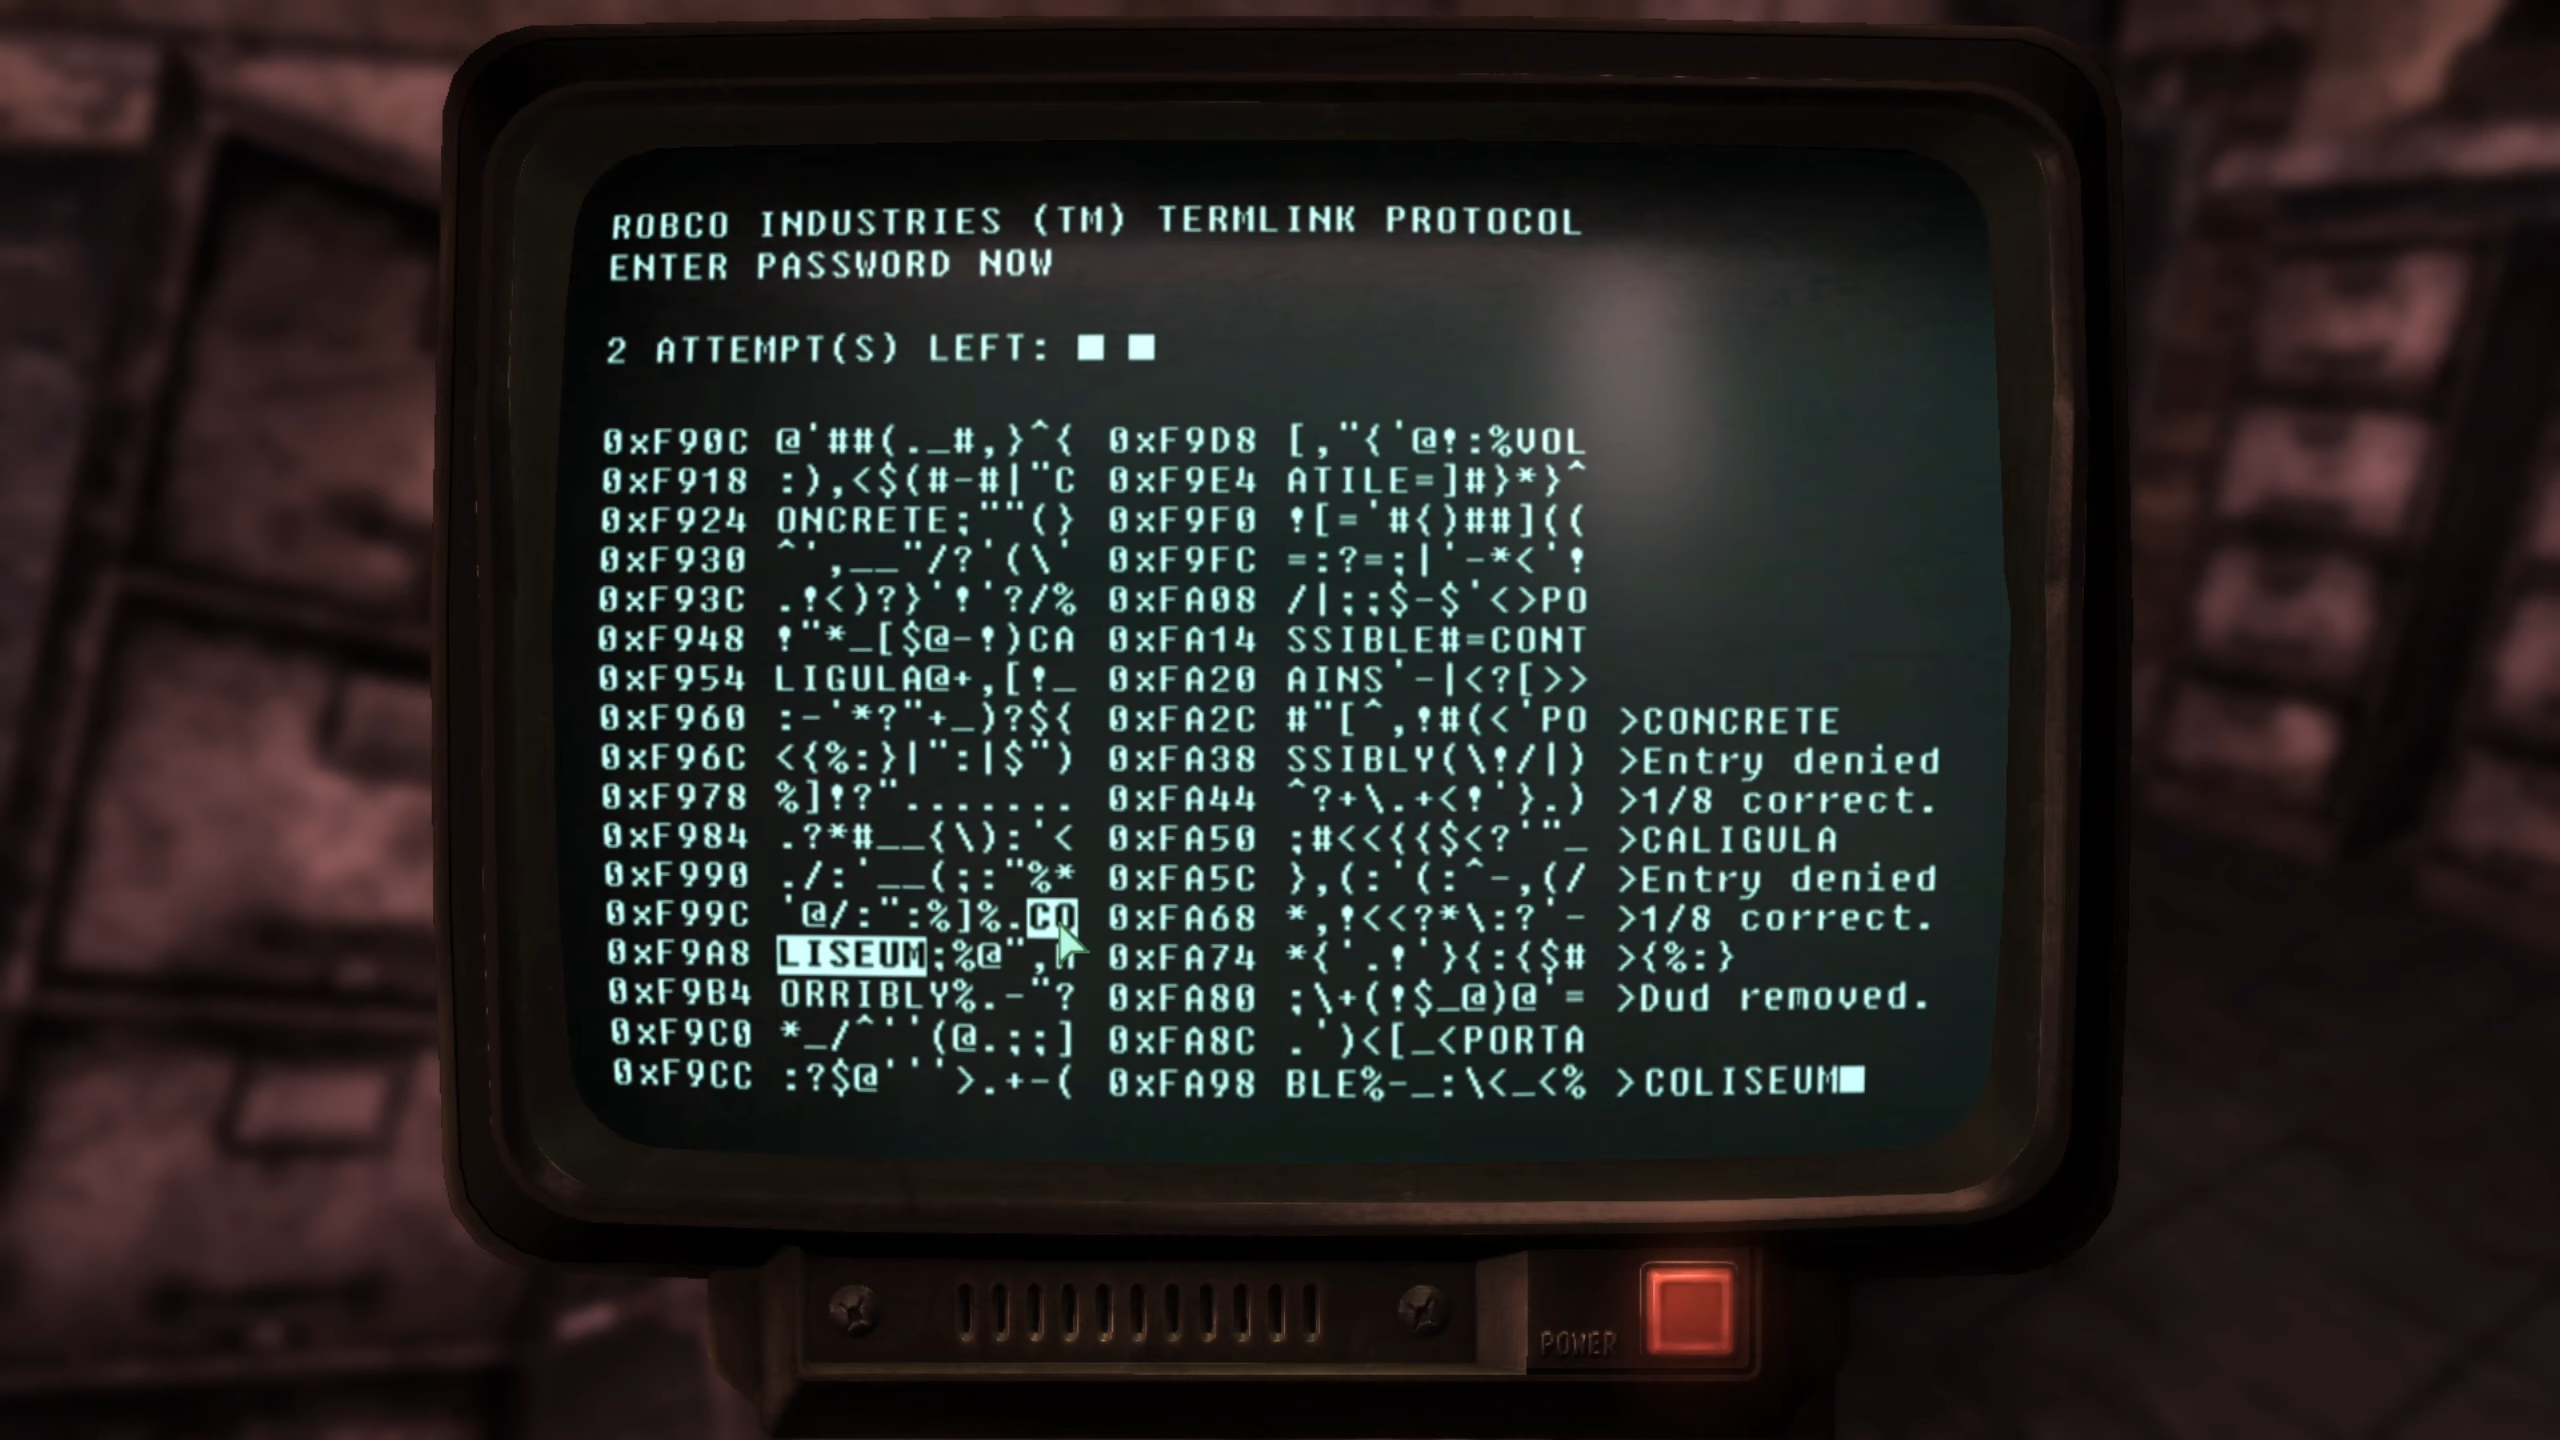 ROBCO INDUSTRIES (TM) TERMLINK PROTOCOL
ENTER PASSWORD NOW
2 ATTEMPT(S) LEFT: ■ ■
0xF90C @'##(._#,}^{ 0xF9D8 [,"{'@!:%VOL
0xF918 :),<$(#-#|"C 0xF9E4 ATILE=]#}*}^
0xF924 ONCRETE;""(} 0xF9F0 ![='#{)##]((
0xF930 ^',__"/?'(\' 0xF9FC =:?=;|'-*<'!
0xF93C .!<)?}'!'?/% 0xFA08 /|;;$-$'<>PO
0xF948 !"*_[$@-!)CA 0xFA14 SSIBLE#=CONT
0xF954 LIGULA@+,[!_ 0xFA20 AINS'-|<?[>>
0xF960 :-'*?"+_)?${ 0xFA2C #"[^,!#(<'PO >CONCRETE
0xF96C <{%:}|":|$") 0xFA38 SSIBLY(\!/|) >Entry denied
0xF978 %]!?"....... 0xFA44 ^?+\.+<!'}.) >1/8 correct.
0xF984 .?*#__{\):'< 0xFA50 ;#<<{{$<?'"_ >CALIGULA
0xF990 ./:'__(;:"%* 0xFA5C },(:'(:^-,(/ >Entry denied
0xF99C '@/:":%]%.CO 0xFA68 *,!<<?*\:?'- >1/8 correct.
0xF9A8 LISEUM;%@",H 0xFA74 *{'.!'}{:{$# >{%:}
0xF9B4 ORRIBLY%.-"? 0xFA80 ;\+(!$_@)@'= >Dud removed.
0xF9C0 *_/^''(@.;;] 0xFA8C .')<[_<PORTA
0xF9CC :?$@'''>.+-( 0xFA98 BLE%-_:\<_<% >COLISEUM■
POWER